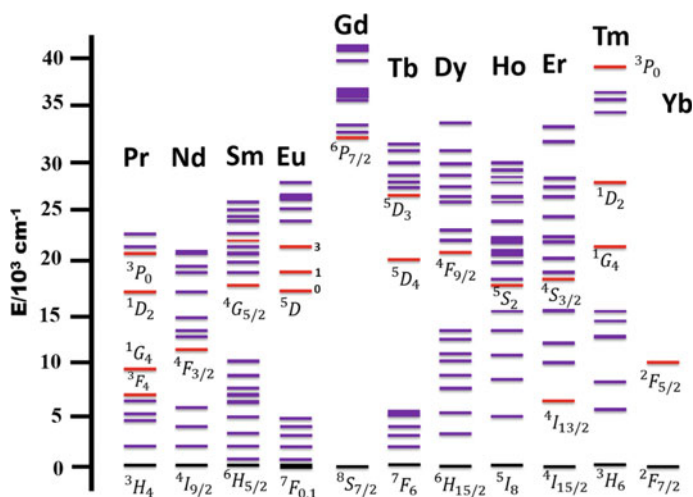 Gd
Tm
40
Tb
Dy
Ho
Er
³P₀
35
Yb
Pr
Nd
Sm
Eu
⁶P₇/₂
30
¹D₂
25
⁵D₃
3
¹G₄
³P₀
⁵D₄
⁴F₉/₂
20
1
¹D₂
⁴G₅/₂
⁵D
0
⁵S₂
⁴S₃/₂
15
¹G₄
⁴F₃/₂
10
³F₄
²F₅/₂
⁴I₁₃/₂
5
0
³H₄
⁴I₉/₂
⁶H₅/₂
⁷F₀,₁
⁸S₇/₂
⁷F₆
⁶H₁₅/₂
⁵I₈
⁴I₁₅/₂
³H₆
²F₇/₂
E/10³ cm⁻¹